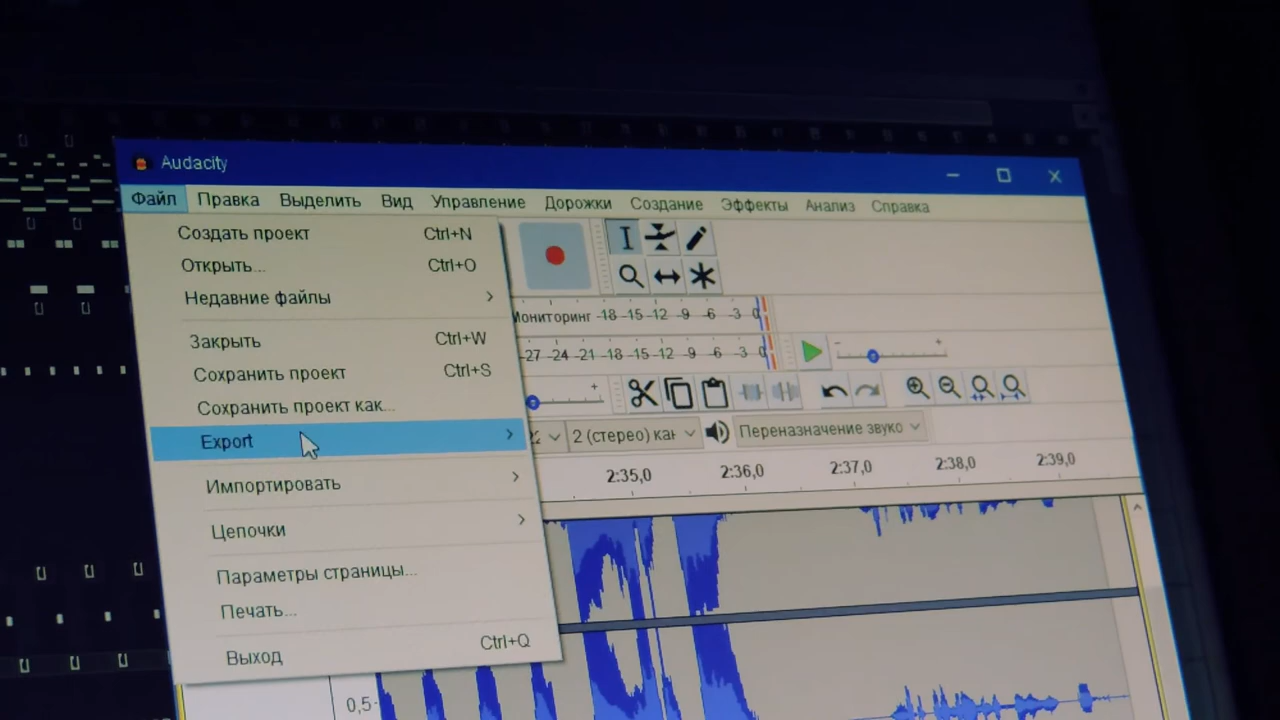 Audacity
Файл Правка Выделить Вид Управление Дорожки Создание Эффекты Анализ Справка
Создать проект Ctrl+N
Открыть... Ctrl+O
Недавние файлы
Закрыть Ctrl+W
Сохранить проект Ctrl+S
Сохранить проект как...
Export
Импортировать
Цепочки
Параметры страницы...
Печать...
Выход Ctrl+Q
Мониторинг -18 -15 -12 -9 -6 -3 0
-27 -24 -21 -18 -15 -12 -9 -6 -3 0
2 (стерео) кан Переназначение звуко
2:35,0 2:36,0 2:37,0 2:38,0 2:39,0
0,5